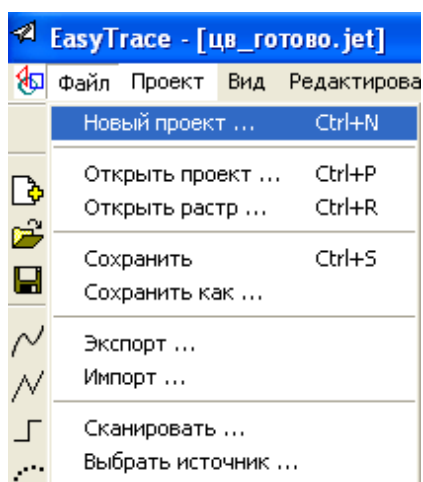 EasyTrace - [цв_готово.jet]
Файл Проект Вид Редактирова
Новый проект ... Ctrl+N
Открыть проект ... Ctrl+P
Открыть растр ... Ctrl+R
Сохранить Ctrl+S
Сохранить как ...
Экспорт ...
Импорт ...
Сканировать ...
Выбрать источник ...